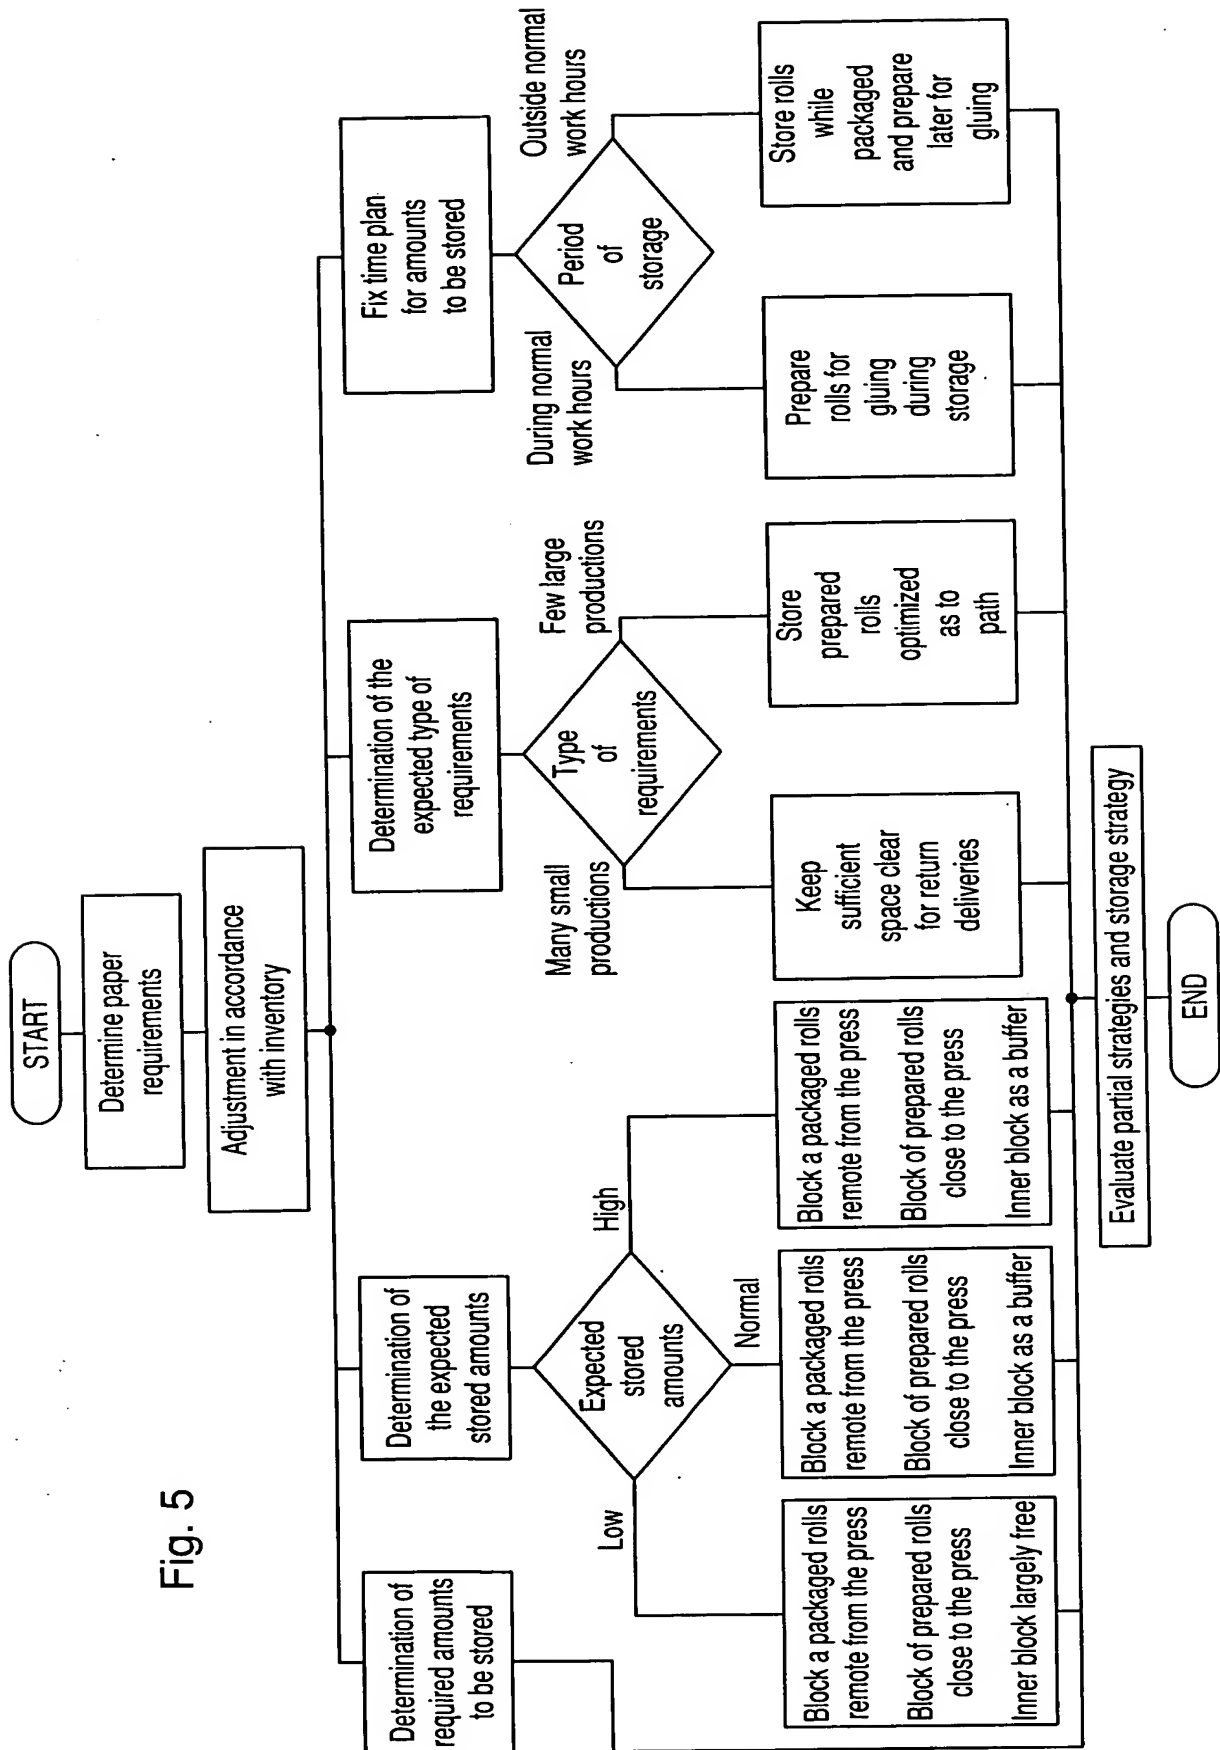 Fig. 5
START
Determine paper
requirements
Adjustment in accordance
with inventory
Determination of
required amounts
to be stored
Determination of
the expected
stored amounts
Determination of the
expected type of
requirements
Fix time plan
for amounts
to be stored
Expected
stored
amounts
Low
Normal
High
Type
of
requirements
Many small
productions
Few large
productions
Period
of
storage
During normal
work hours
Outside normal
work hours
Block a packaged rolls
remote from the press
Block of prepared rolls
close to the press
Inner block largely free
Block a packaged rolls
remote from the press
Block of prepared rolls
close to the press
Inner block as a buffer
Block a packaged rolls
remote from the press
Block of prepared rolls
close to the press
Inner block as a buffer
Keep
sufficient
space clear
for return
deliveries
Store
prepared
rolls
optimized
as to
path
Prepare
rolls for
gluing
during
storage
Store rolls
while
packaged
and prepare
later for
gluing
Evaluate partial strategies and storage strategy
END